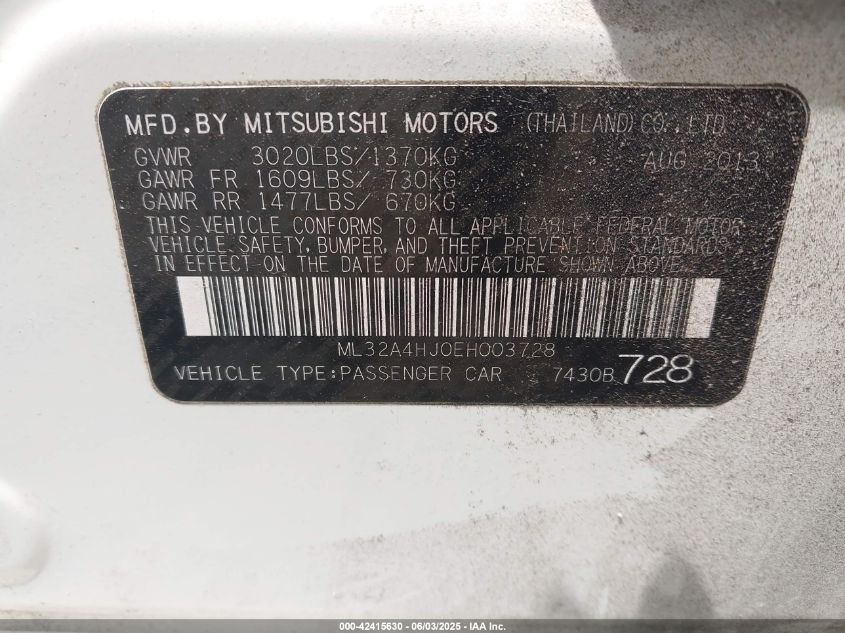 MFD.BY MITSUBISHI MOTORS (THAILAND)CO.,LTD
GVWR 3020LBS/1370KG AUG 2013
GAWR FR 1609LBS/ 730KG
GAWR RR 1477LBS/ 670KG
THIS VEHICLE CONFORMS TO ALL APPLICABLE FEDERAL MOTOR
VEHICLE SAFETY, BUMPER, AND THEFT PREVENTION STANDARDS
IN EFFECT ON THE DATE OF MANUFACTURE SHOWN ABOVE.
ML32A4HJ0EH003728
VEHICLE TYPE:PASSENGER CAR 7430B 728
000-42415630 - 06/03/2025 - IAA Inc.